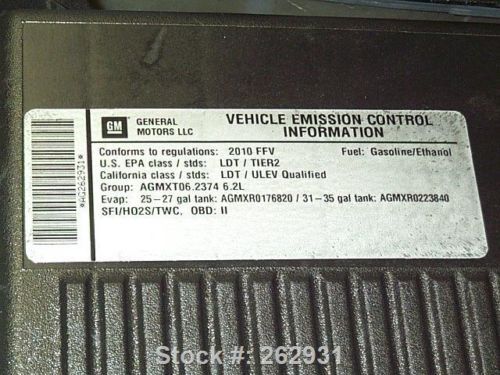 *AG262931*
GM
GENERAL
MOTORS LLC
VEHICLE EMISSION CONTROL
INFORMATION
Conforms to regulations: 2010 FFV Fuel: Gasoline/Ethanol
U.S. EPA class / stds: LDT / TIER2
California class / stds: LDT / ULEV Qualified
Group: AGMXT06.2374 6.2L
Evap: 25-27 gal tank: AGMXR0176820 / 31-35 gal tank: AGMXR0223840
SFI/HO2S/TWC, OBD: II
Stock #: 262931